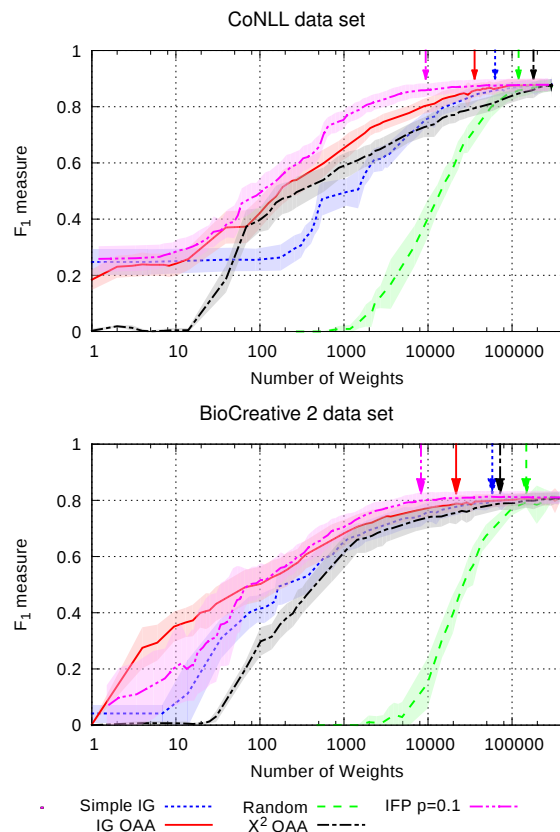 CoNLL data set
1
0.8
0.6
0.4
0.2
0
F1 measure
1 10 100 1000 10000 100000
Number of Weights
BioCreative 2 data set
1
0.8
0.6
0.4
0.2
0
F1 measure
1 10 100 1000 10000 100000
Number of Weights
Simple IG Random IFP p=0.1
IG OAA X² OAA